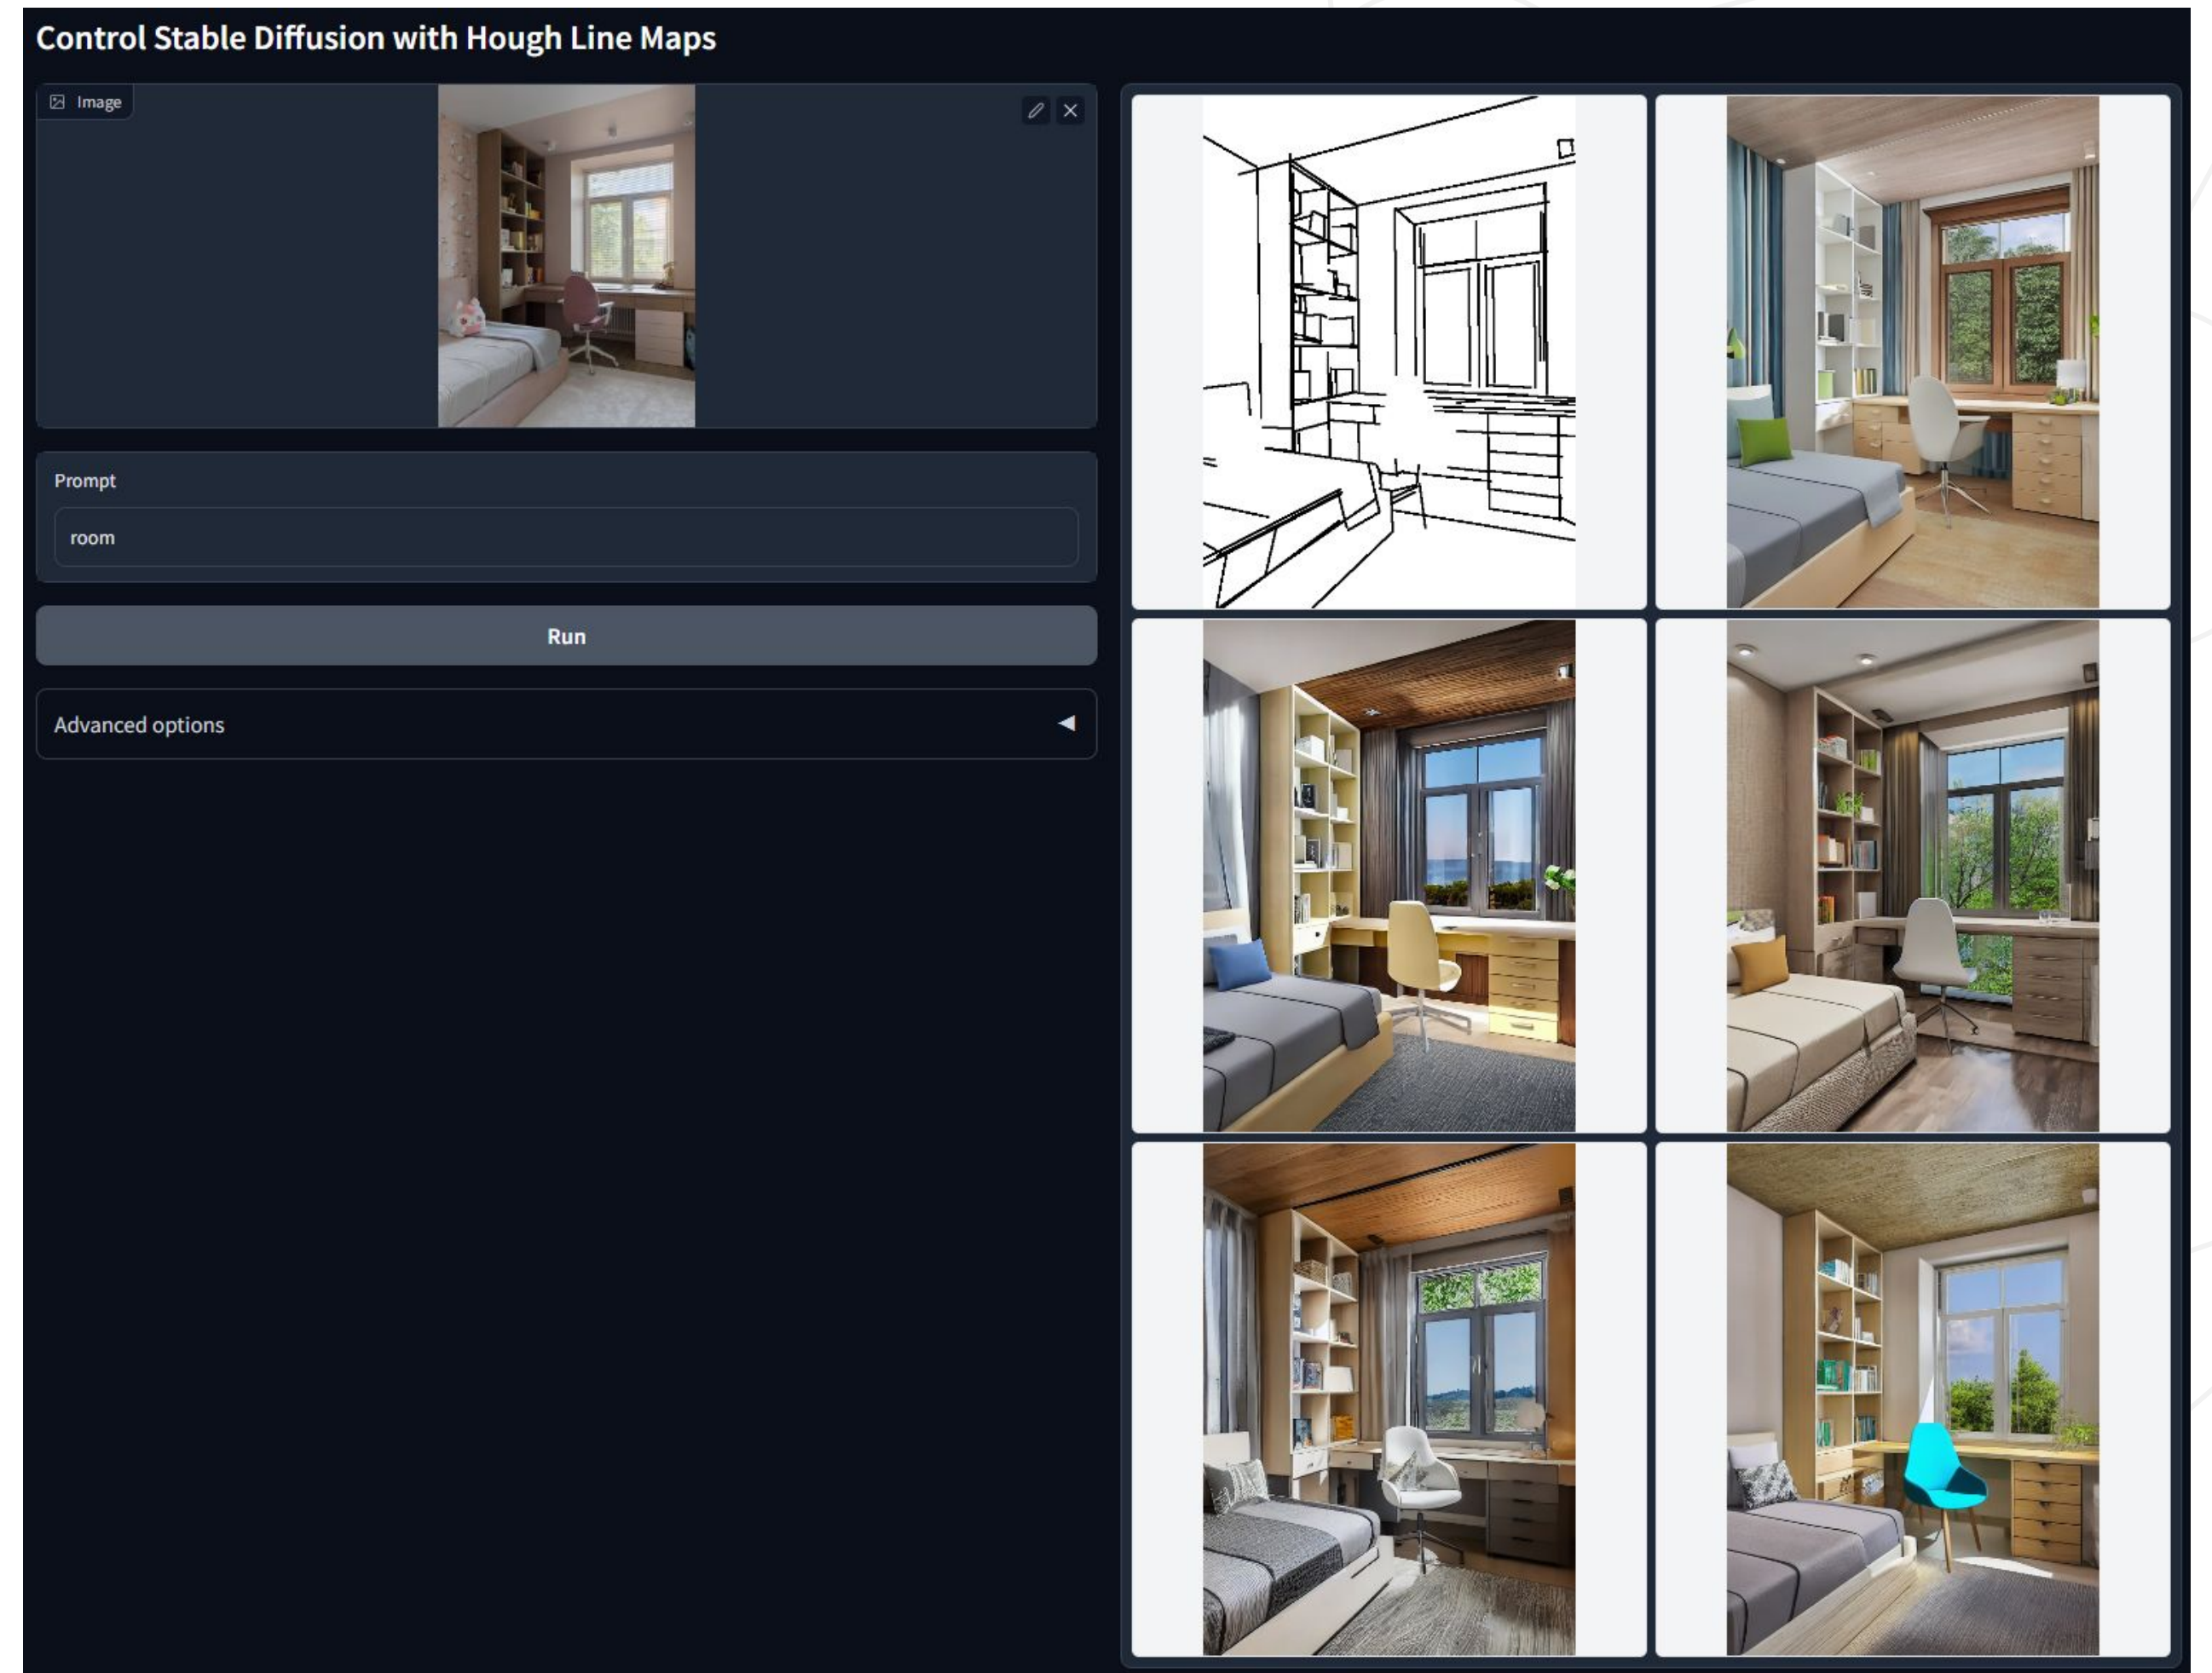 Control Stable Diffusion with Hough Line Maps
Image
Prompt
room
Run
Advanced options